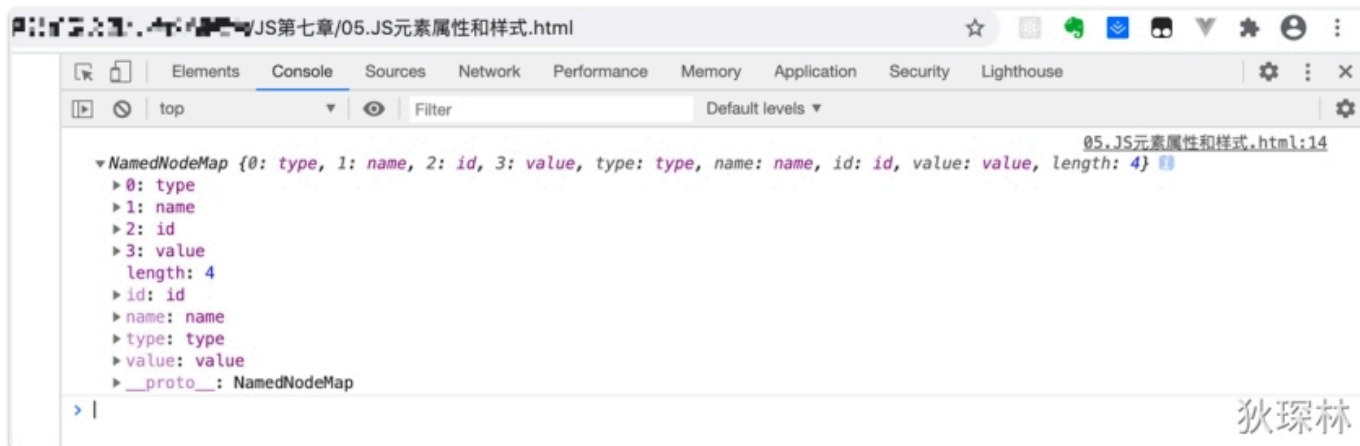 /JS第七章/05.JS元素属性和样式.html
Elements Console Sources Network Performance Memory Application Security Lighthouse
top Filter Default levels
05.JS元素属性和样式.html:14
NamedNodeMap {0: type, 1: name, 2: id, 3: value, type: type, name: name, id: id, value: value, length: 4}
0: type
1: name
2: id
3: value
length: 4
id: id
name: name
type: type
value: value
__proto__: NamedNodeMap
狄琛林